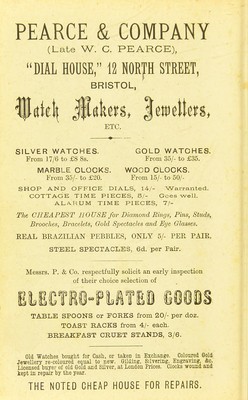 PEARCE & COMPANY
(Late W. C. PEARCE),
"DIAL HOUSE," 12 NORTH STREET,
BRISTOL,
Watch Makers, Jewellers,
ETC.
SILVER WATCHES. GOLD WATCHES.
From 17/6 to £8 8s. From 35/- to £35.
MARBLE CLOCKS. WOOD CLOCKS.
From 35/- to £20. From 15/- to 50/-
SHOP AND OFFICE DIALS, 14/- Warranted.
COTTAGE TIME PIECES, 8/- Goes well.
ALARUM TIME PIECES, 7/-
The CHEAPEST HOUSE for Diamond Rings, Pins, Studs,
Brooches, Bracelets, Gold Spectacles and Eye Glasses.
REAL BRAZILIAN PEBBLES, ONLY 5/- PER PAIR.
STEEL SPECTACLES, 6d. per Pair.
Messrs. P. & Co. respectfully solicit an early inspection
of their choice selection of
ELECTRO-PLATED GOODS
TABLE SPOONS or FORKS from 20/- per doz.
TOAST RACKS from 4/- each.
BREAKFAST CRUET STANDS, 3/6.
Old Watches bought for Cash, or taken in Exchange. Coloured Gold
Jewellery re-coloured equal to new. Gilding, Silvering, Engraving, &c.
Licensed buyer of old Gold and Silver, at London Prices. Clocks wound and
kept in repair by the year.
THE NOTED CHEAP HOUSE FOR REPAIRS.